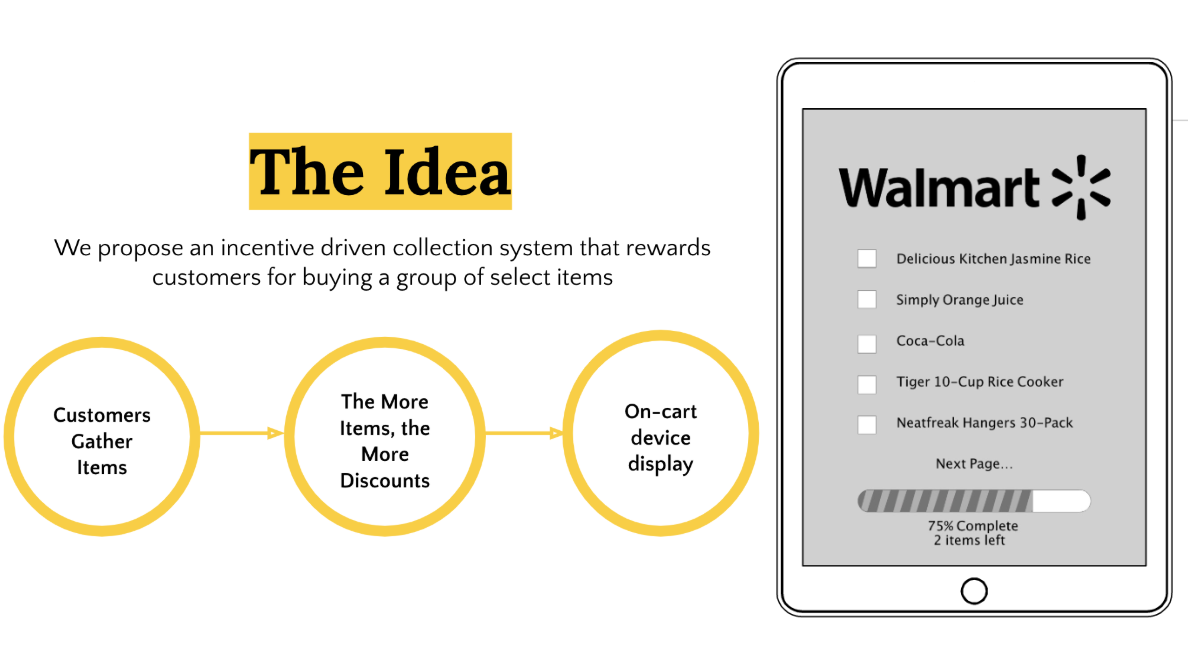 The Idea
We propose an incentive driven collection system that rewards
customers for buying a group of select items
Customers
Gather
Items
The More
Items, the
More
Discounts
On-cart
device
display
Walmart
Delicious Kitchen Jasmine Rice
Simply Orange Juice
Coca-Cola
Tiger 10-Cup Rice Cooker
Neatfreak Hangers 30-Pack
Next Page...
75% Complete
2 items left